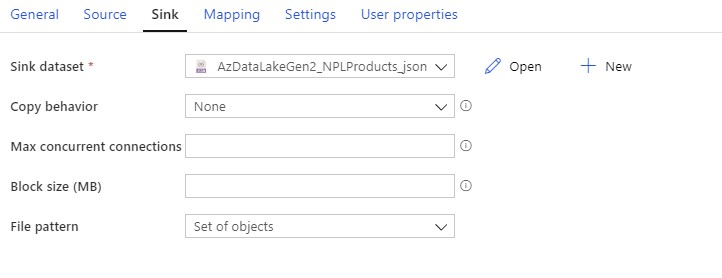 General Source Sink Mapping Settings User properties
Sink dataset * AzDataLakeGen2_NPLProducts_json Open New
Copy behavior None
Max concurrent connections
Block size (MB)
File pattern Set of objects